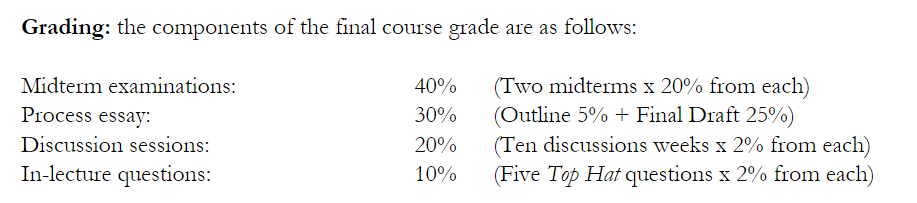 Grading: the components of the final course grade are as follows:
Midterm examinations: 40% (Two midterms x 20% from each)
Process essay: 30% (Outline 5% + Final Draft 25%)
Discussion sessions: 20% (Ten discussions weeks x 2% from each)
In-lecture questions: 10% (Five Top Hat questions x 2% from each)